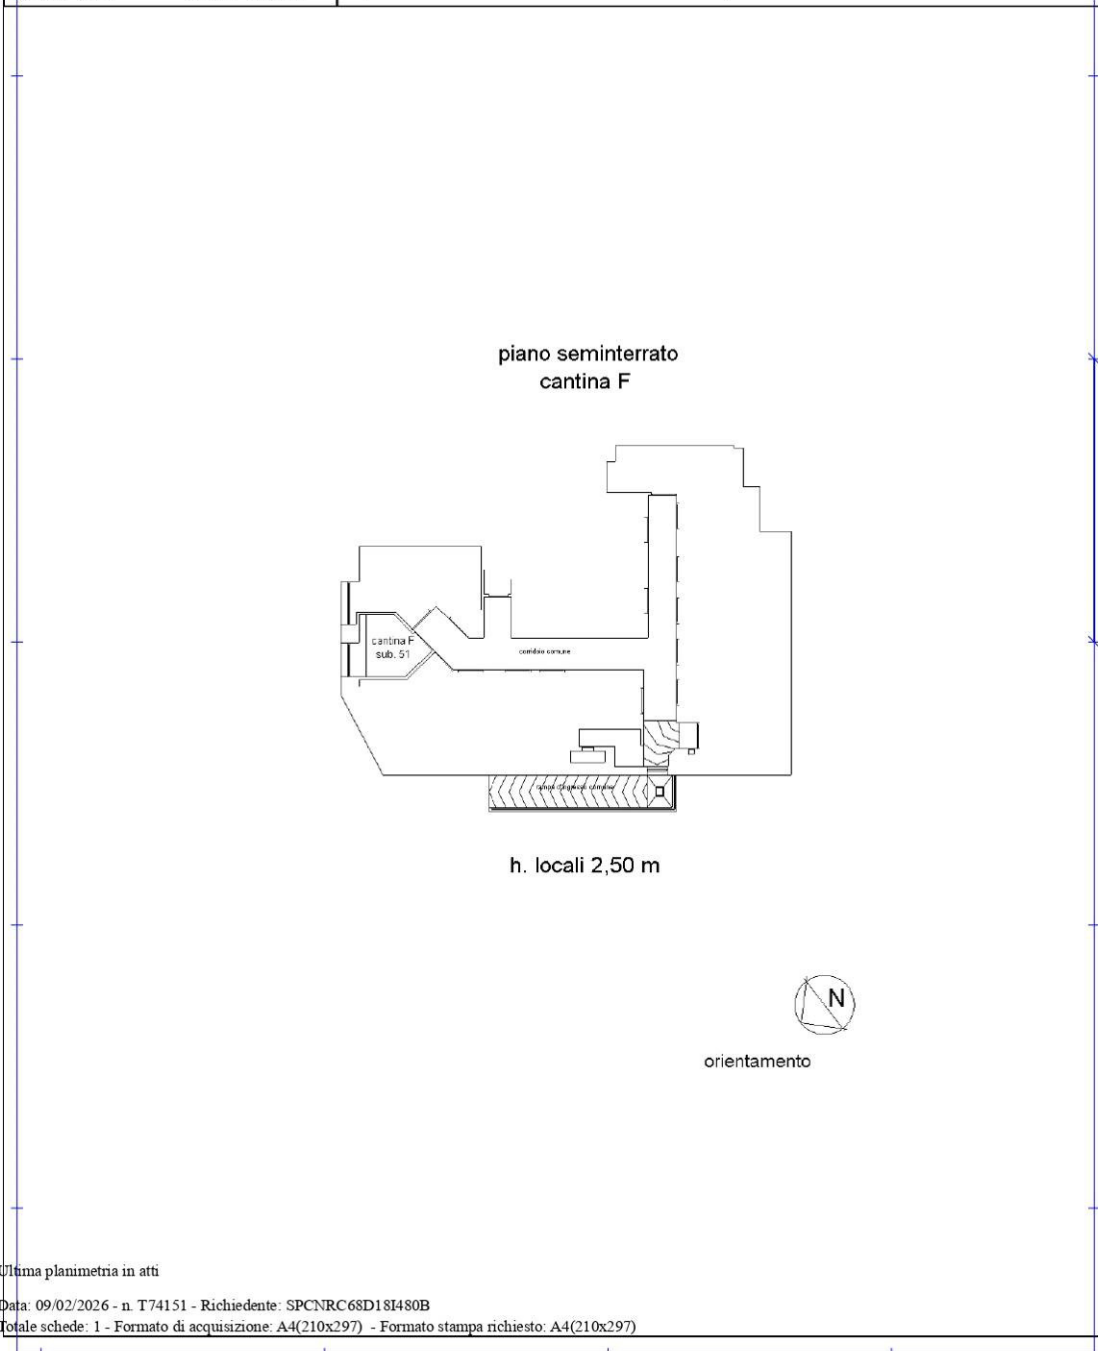 piano seminterrato
cantina F
cantina F
sub. 51
corridoio comune
rampa d'ingresso comune
h. locali 2,50 m
N
orientamento
Ultima planimetria in atti
Data: 09/02/2026 - n. T74151 - Richiedente: SPCNRC68D18I480B
Totale schede: 1 - Formato di acquisizione: A4(210x297) - Formato stampa richiesto: A4(210x297)